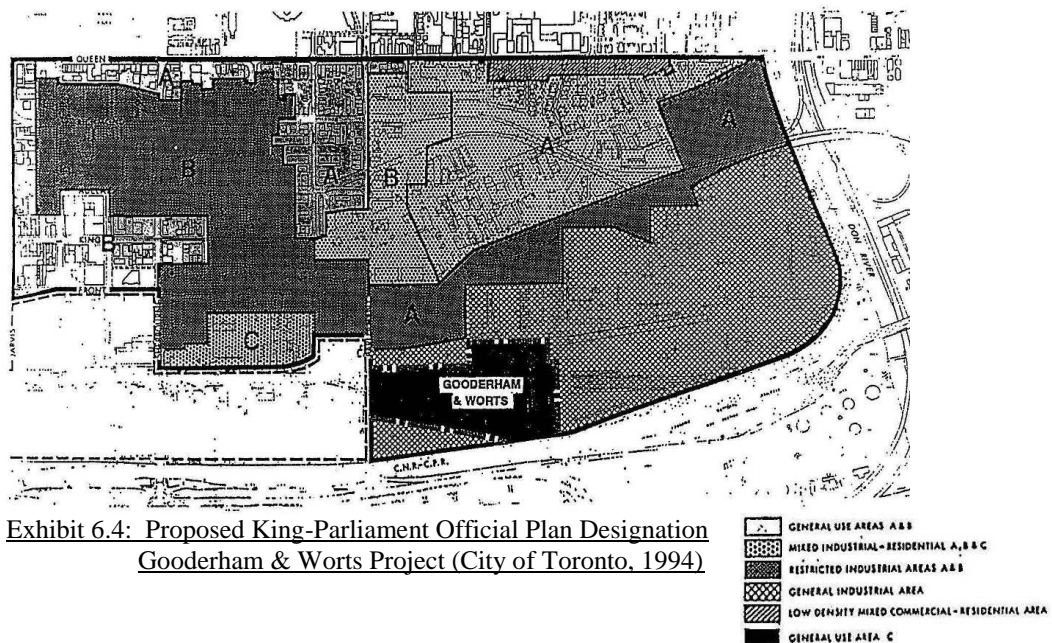 QUEEN
A
A
A
B
A
B
A
KING
B
FRONT
DON RIVER
JARVIS
A
C
GOODERHAM
& WORTS
C.N.R.-C.P.R.
Exhibit 6.4: Proposed King-Parliament Official Plan Designation
Gooderham & Worts Project (City of Toronto, 1994)
A
GENERAL USE AREAS A & B
MIXED INDUSTRIAL-RESIDENTIAL A, B & C
RESTRICTED INDUSTRIAL AREAS A & B
GENERAL INDUSTRIAL AREA
LOW DENSITY MIXED COMMERCIAL-RESIDENTIAL AREA
GENERAL USE AREA C